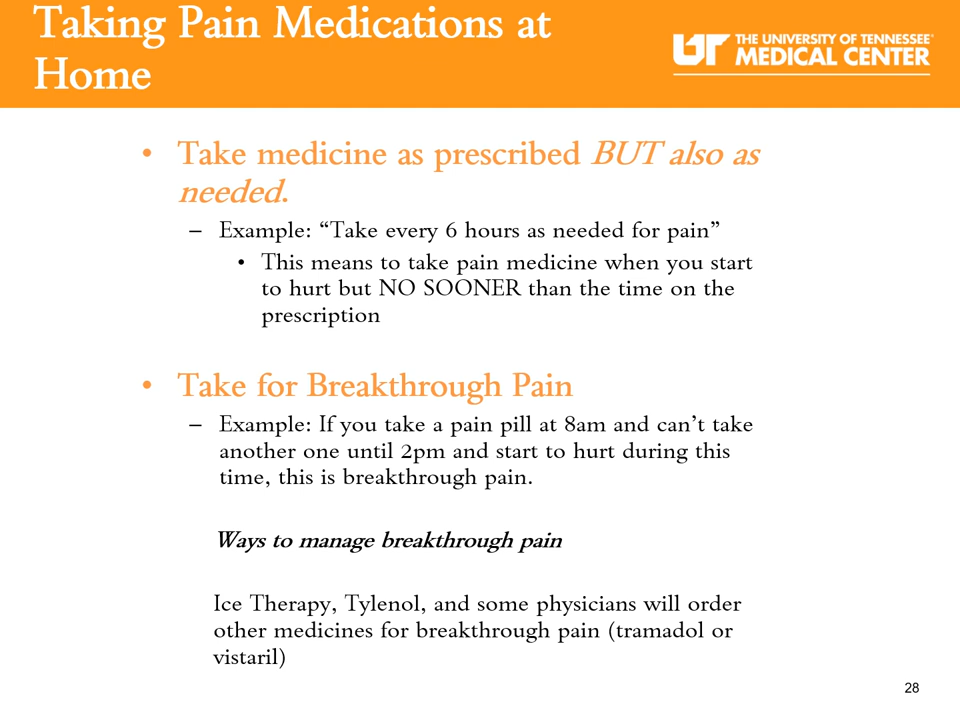 Taking Pain Medications at
Home
UT THE UNIVERSITY OF TENNESSEE
MEDICAL CENTER
• Take medicine as prescribed BUT also as
needed.
– Example: “Take every 6 hours as needed for pain”
• This means to take pain medicine when you start
to hurt but NO SOONER than the time on the
prescription
• Take for Breakthrough Pain
– Example: If you take a pain pill at 8am and can’t take
another one until 2pm and start to hurt during this
time, this is breakthrough pain.
Ways to manage breakthrough pain
Ice Therapy, Tylenol, and some physicians will order
other medicines for breakthrough pain (tramadol or
vistaril)
28